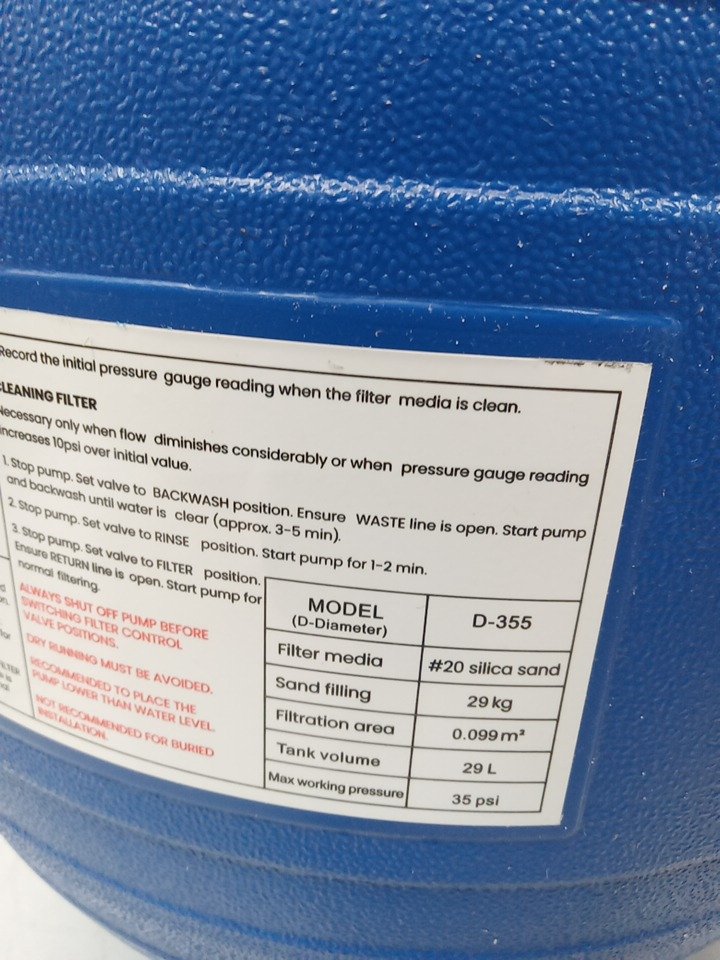 Record the initial pressure gauge reading when the filter media is clean.
CLEANING FILTER
Necessary only when flow diminishes considerably or when pressure gauge reading
increases 10psi over initial value.
1. Stop pump. Set valve to BACKWASH position. Ensure WASTE line is open. Start pump
and backwash until water is clear (approx. 3-5 min).
2. Stop pump. Set valve to RINSE position. Start pump for 1-2 min.
3. Stop pump. Set valve to FILTER position.
Ensure RETURN line is open. Start pump for
normal filtering.
ALWAYS SHUT OFF PUMP BEFORE
SWITCHING FILTER CONTROL
VALVE POSITIONS.
DRY RUNNING MUST BE AVOIDED.
RECOMMENDED TO PLACE THE
PUMP LOWER THAN WATER LEVEL.
NOT RECOMMENDED FOR BURIED
INSTALLATION.
MODEL
(D-Diameter)
D-355
Filter media
#20 silica sand
Sand filling
29 kg
Filtration area
0.099 m²
Tank volume
29 L
Max working pressure
35 psi